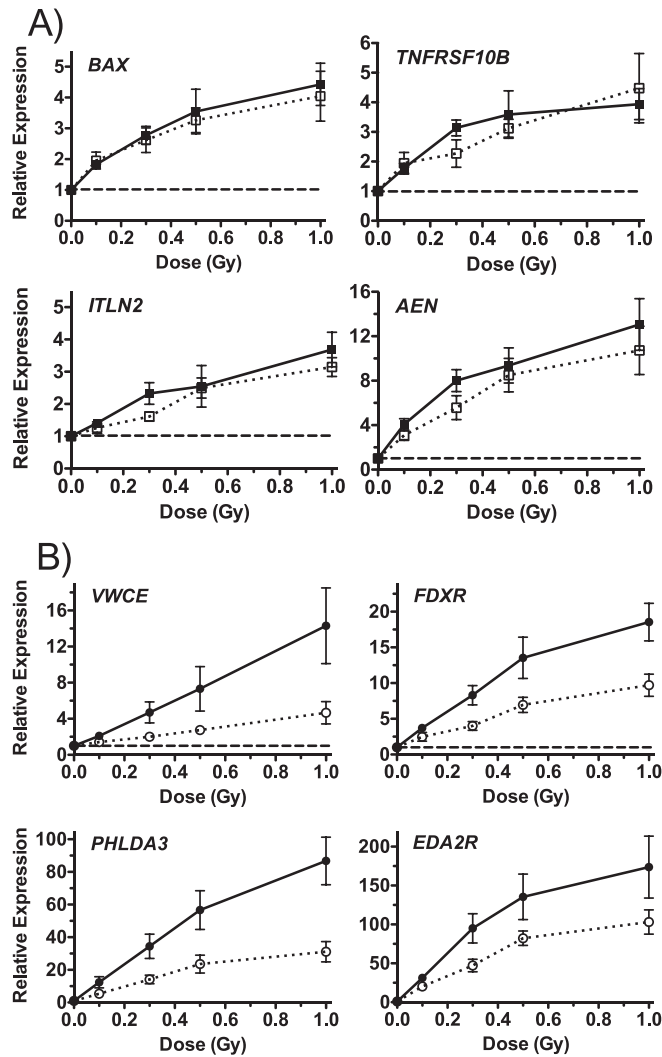 A)
BAX
TNFRSF10B
Relative Expression
5
4
3
2
1
0
6
5
4
3
2
1
0
0.0 0.2 0.4 0.6 0.8 1.0
0.0 0.2 0.4 0.6 0.8 1.0
Dose (Gy)
Dose (Gy)
ITLN2
AEN
Relative Expression
5
4
3
2
1
0
16
12
8
4
0
0.0 0.2 0.4 0.6 0.8 1.0
0.0 0.2 0.4 0.6 0.8 1.0
Dose (Gy)
Dose (Gy)
B)
VWCE
FDXR
Relative Expression
16
12
8
4
0
20
15
10
5
0
0.0 0.2 0.4 0.6 0.8 1.0
0.0 0.2 0.4 0.6 0.8 1.0
Dose (Gy)
Dose (Gy)
PHLDA3
EDA2R
Relative Expression
100
80
60
40
20
0
200
150
100
50
0
0.0 0.2 0.4 0.6 0.8 1.0
0.0 0.2 0.4 0.6 0.8 1.0
Dose (Gy)
Dose (Gy)